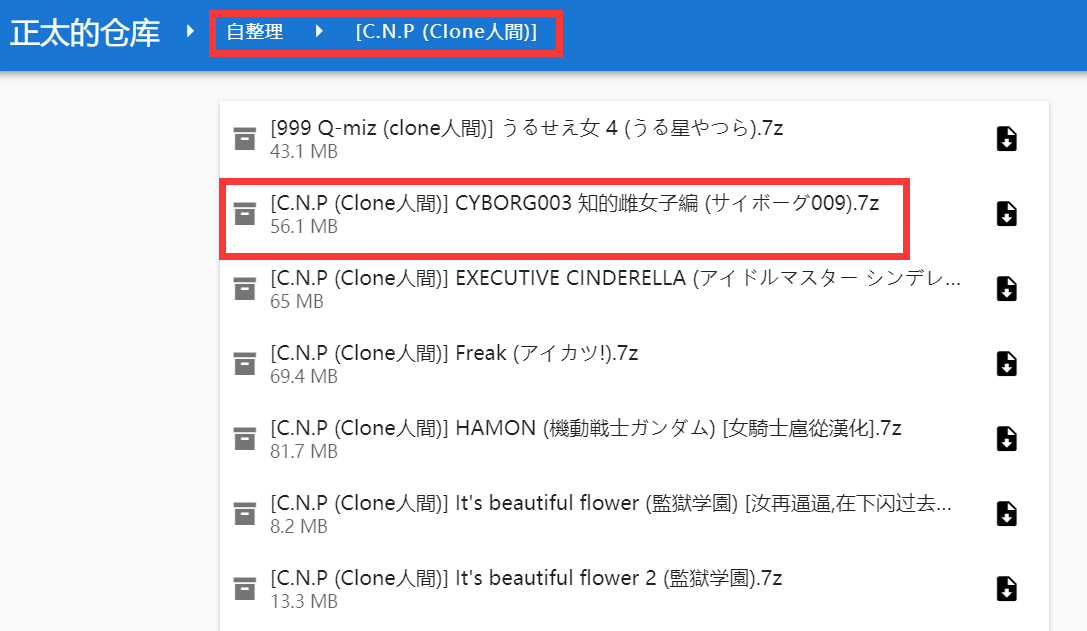 正太的仓库 自整理 [C.N.P (Clone人間)]
[999 Q-miz (clone人間)] うるせえ女 4 (うる星やつら).7z
43.1 MB
[C.N.P (Clone人間)] CYBORG003 知的雌女子編 (サイボーグ009).7z
56.1 MB
[C.N.P (Clone人間)] EXECUTIVE CINDERELLA (アイドルマスター シンデレ...
65 MB
[C.N.P (Clone人間)] Freak (アイカツ!).7z
69.4 MB
[C.N.P (Clone人間)] HAMON (機動戦士ガンダム) [女騎士扈從漢化].7z
81.7 MB
[C.N.P (Clone人間)] It's beautiful flower (監獄学園) [汝再逼逼,在下闪过去...
8.2 MB
[C.N.P (Clone人間)] It's beautiful flower 2 (監獄学園).7z
13.3 MB